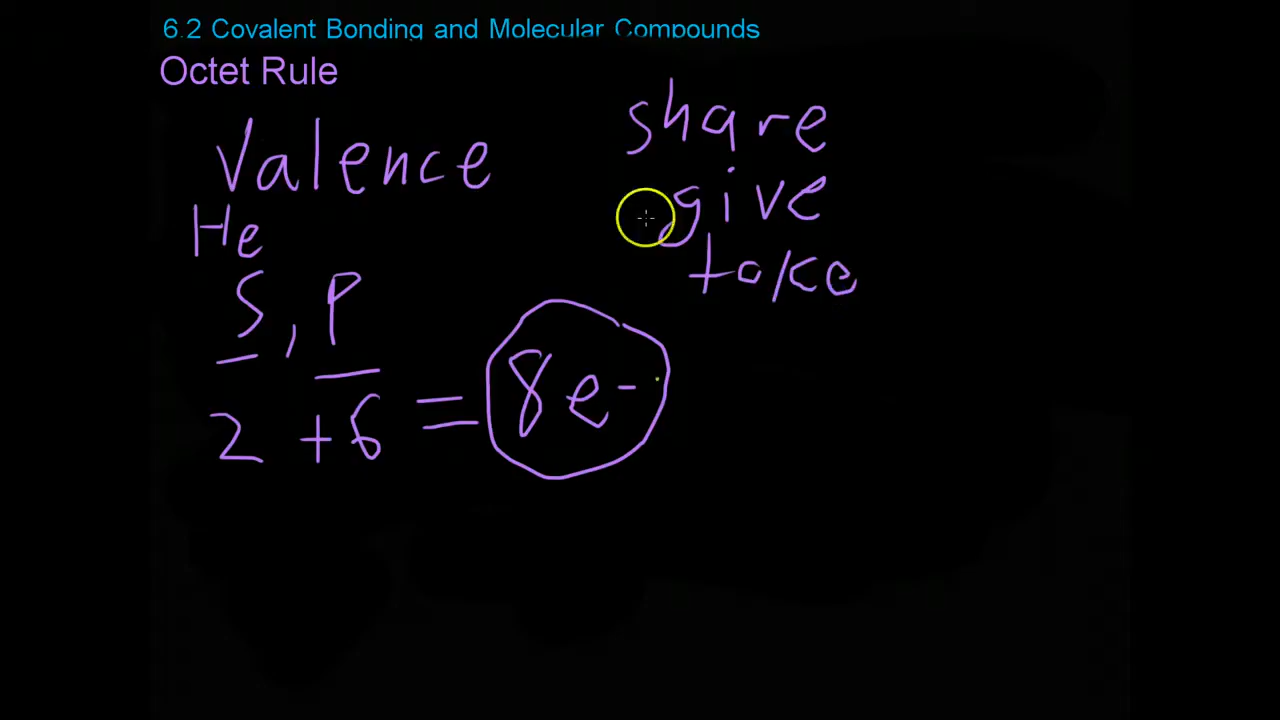 6.2 Covalent Bonding and Molecular Compounds
Octet Rule
Valence
He
S, P
2 + 6 = 8e-
share
give
take